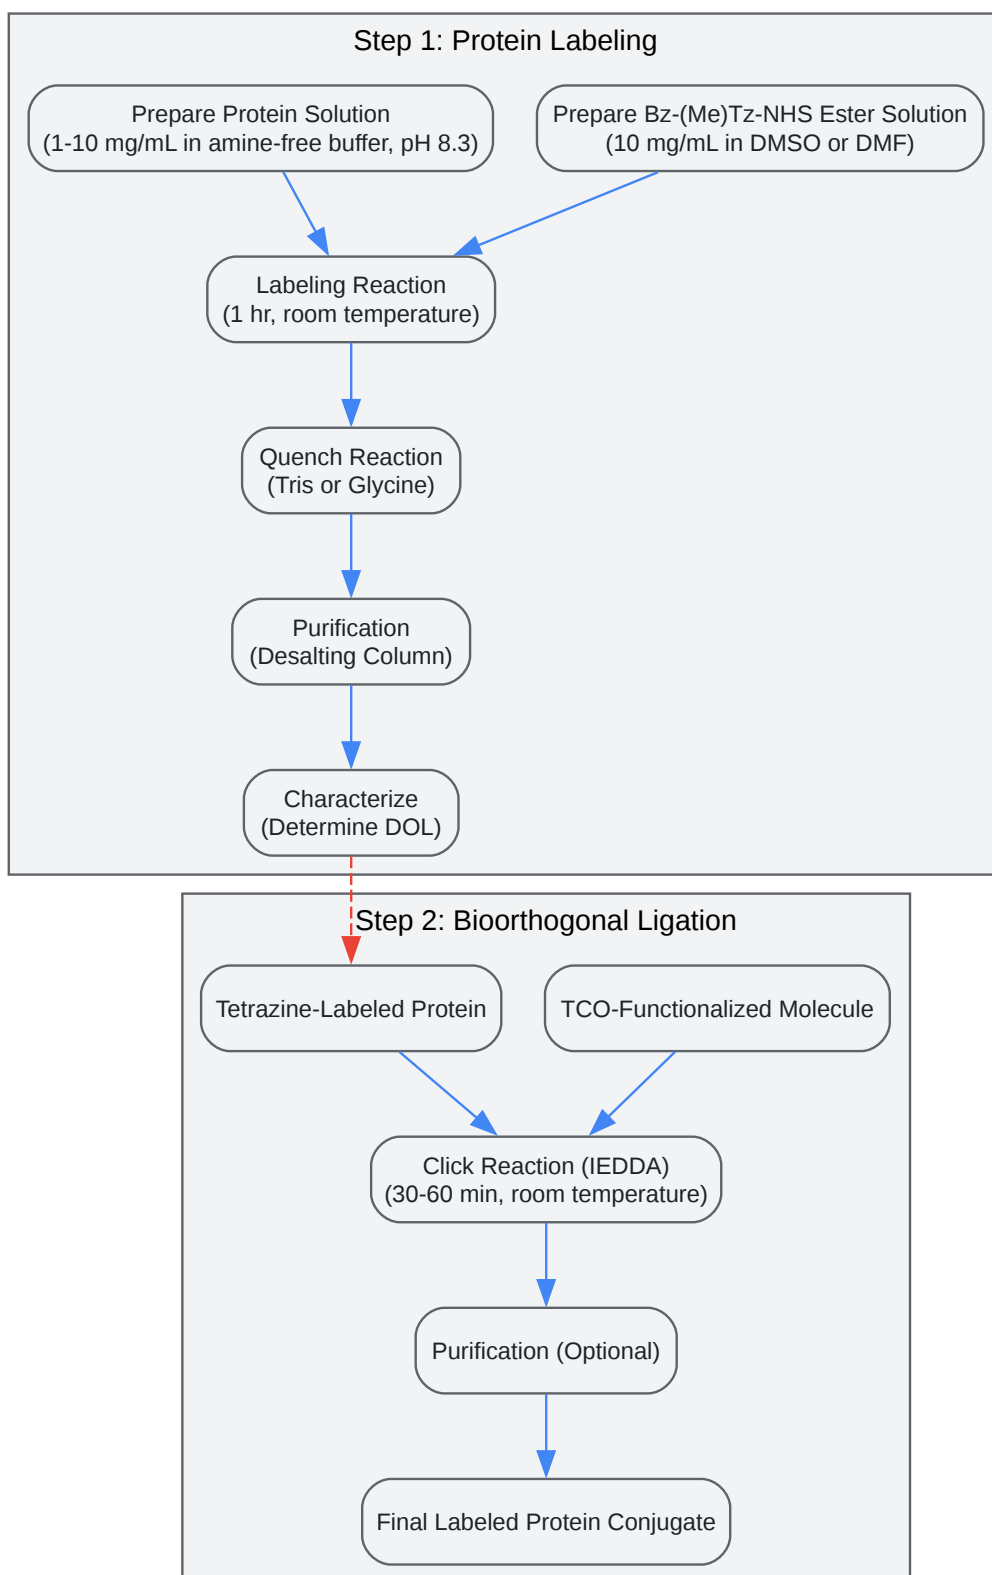 Step 1: Protein Labeling
Prepare Protein Solution
(1-10 mg/mL in amine-free buffer, pH 8.3)
Prepare Bz-(Me)Tz-NHS Ester Solution
(10 mg/mL in DMSO or DMF)
Labeling Reaction
(1 hr, room temperature)
Quench Reaction
(Tris or Glycine)
Purification
(Desalting Column)
Characterize
(Determine DOL)
Step 2: Bioorthogonal Ligation
Tetrazine-Labeled Protein
TCO-Functionalized Molecule
Click Reaction (IEDDA)
(30-60 min, room temperature)
Purification (Optional)
Final Labeled Protein Conjugate